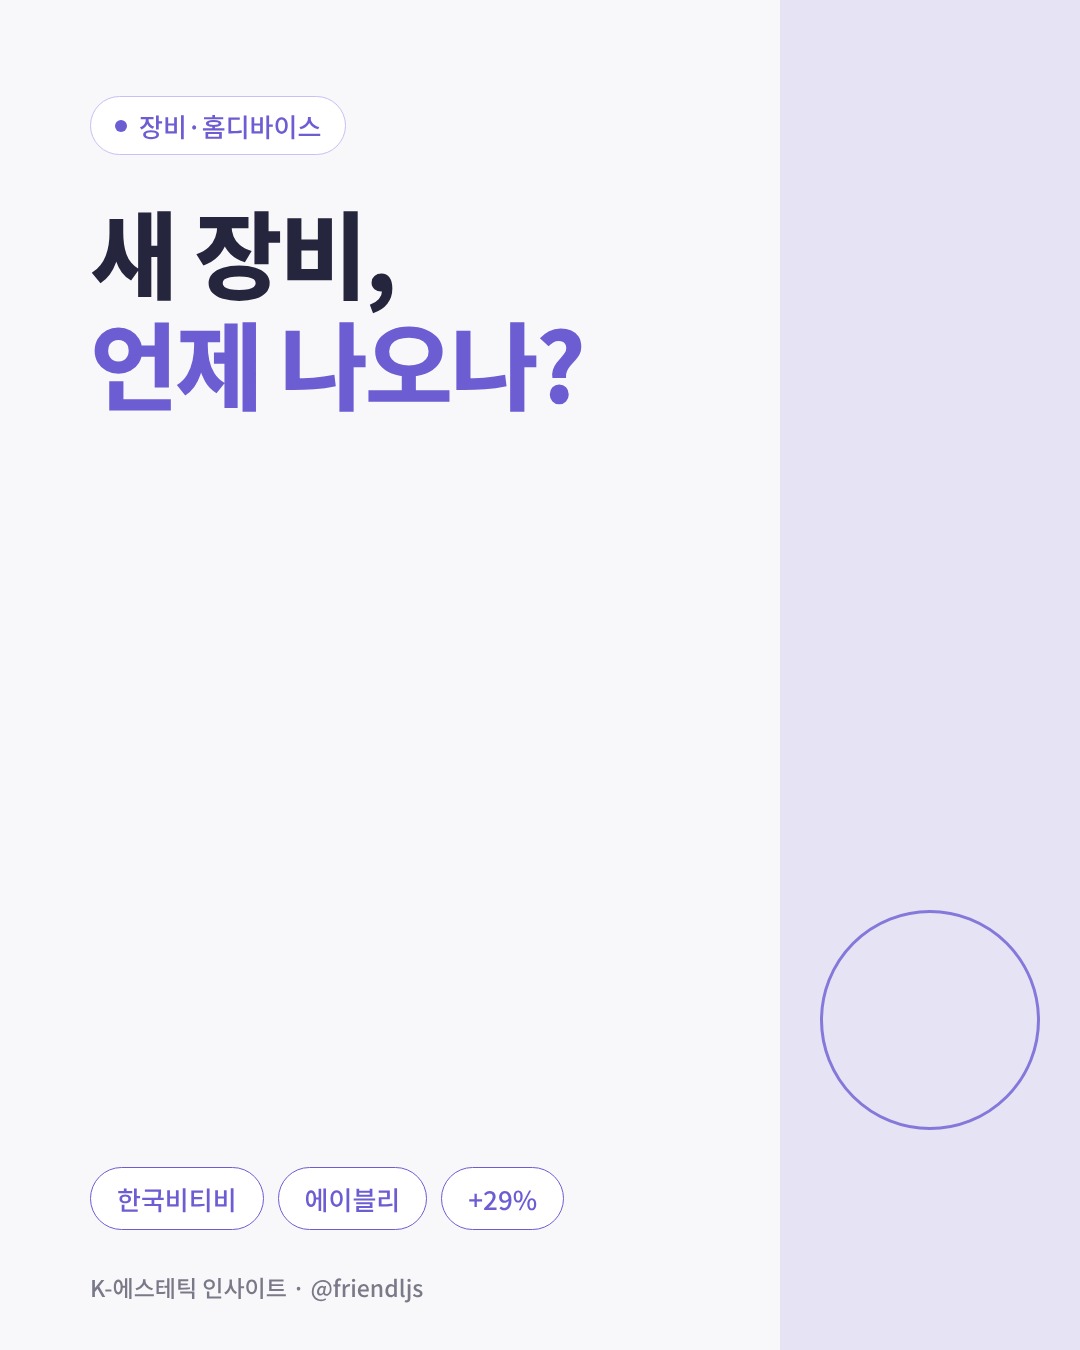 장비·홈디바이스
새 장비,
언제 나오나?
한국비티비 에이블리 +29%
K-에스테틱 인사이트 · @friendljs